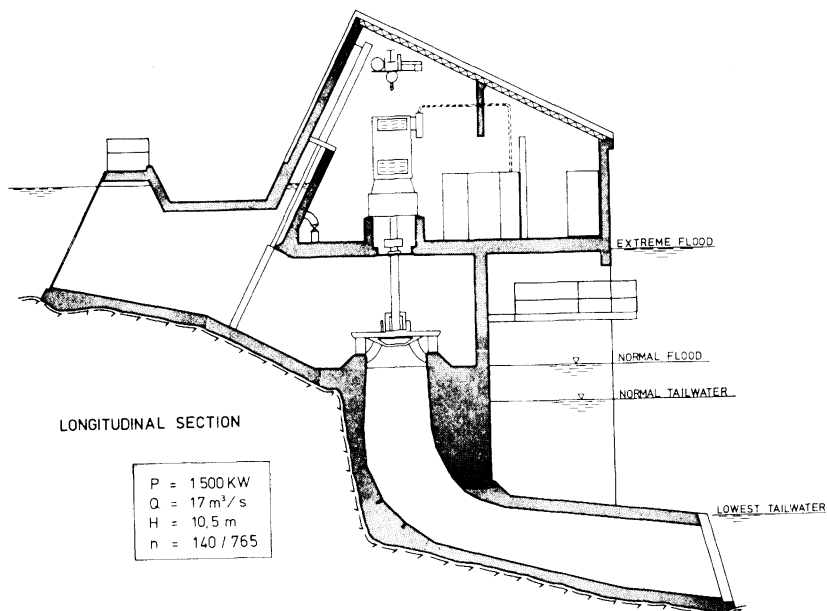 EXTREME FLOOD
NORMAL FLOOD
NORMAL TAILWATER
LONGITUDINAL SECTION
P = 1 500 KW
Q = 17 m³/s
H = 10,5 m
n = 140 / 765
LOWEST TAILWATER